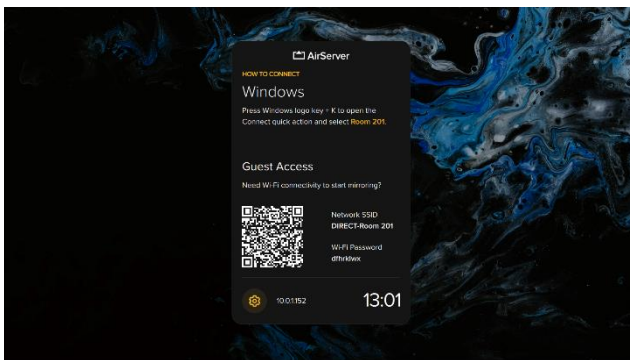 AirServer
HOW TO CONNECT
Windows
Press Windows logo key + K to open the
Connect quick action and select Room 201.
Guest Access
Need Wi-Fi connectivity to start mirroring?
Network SSID
DIRECT-Room 201
Wi-Fi Password
dfhrklwx
10.0.1.152
13:01